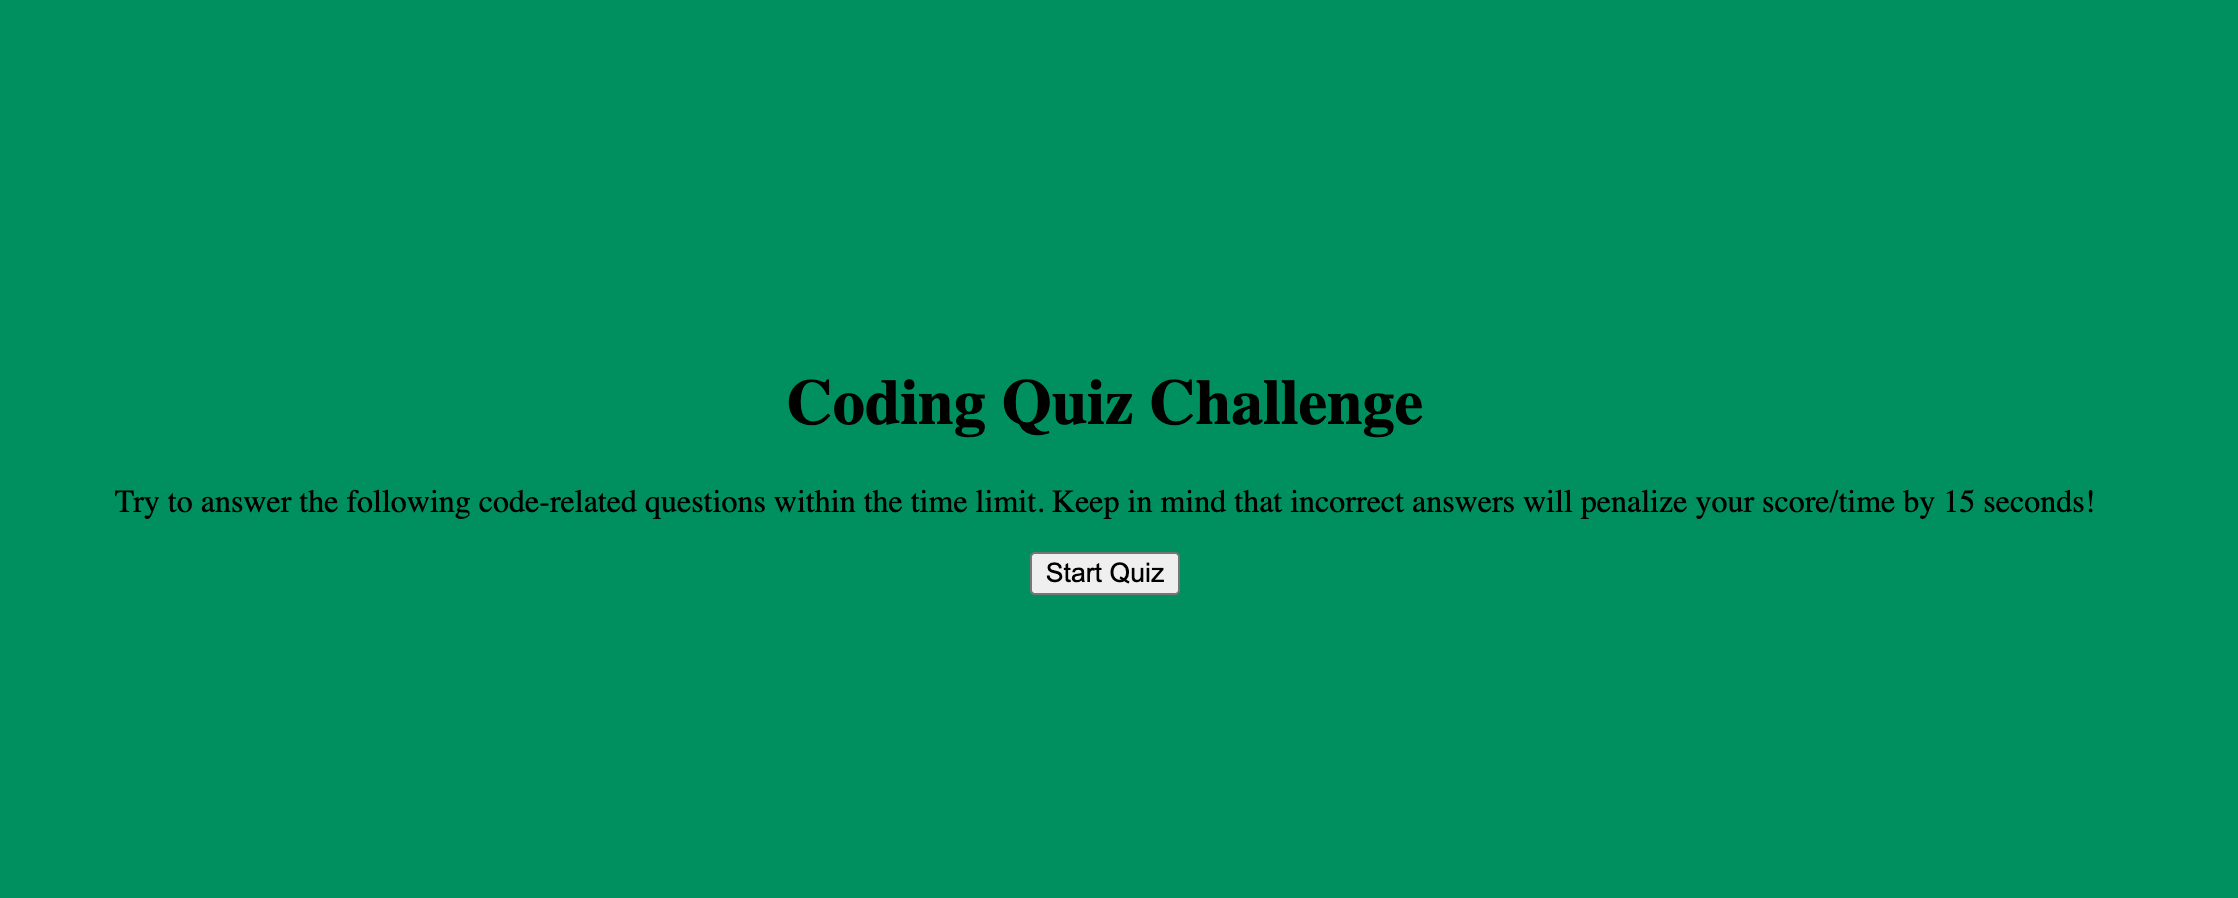 Coding Quiz Challenge
Try to answer the following code-related questions within the time limit. Keep in mind that incorrect answers will penalize your score/time by 15 seconds!
Start Quiz